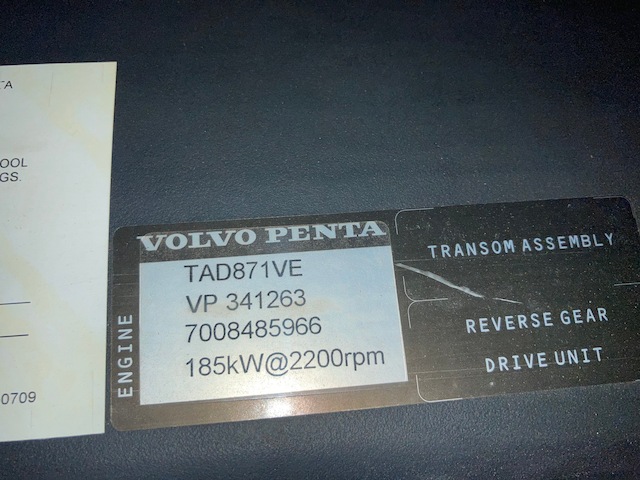 OOL
GS.
0709
VOLVO PENTA
ENGINE
TAD871VE
VP 341263
7008485966
185kW@2200rpm
TRANSOM ASSEMBLY
REVERSE GEAR
DRIVE UNIT